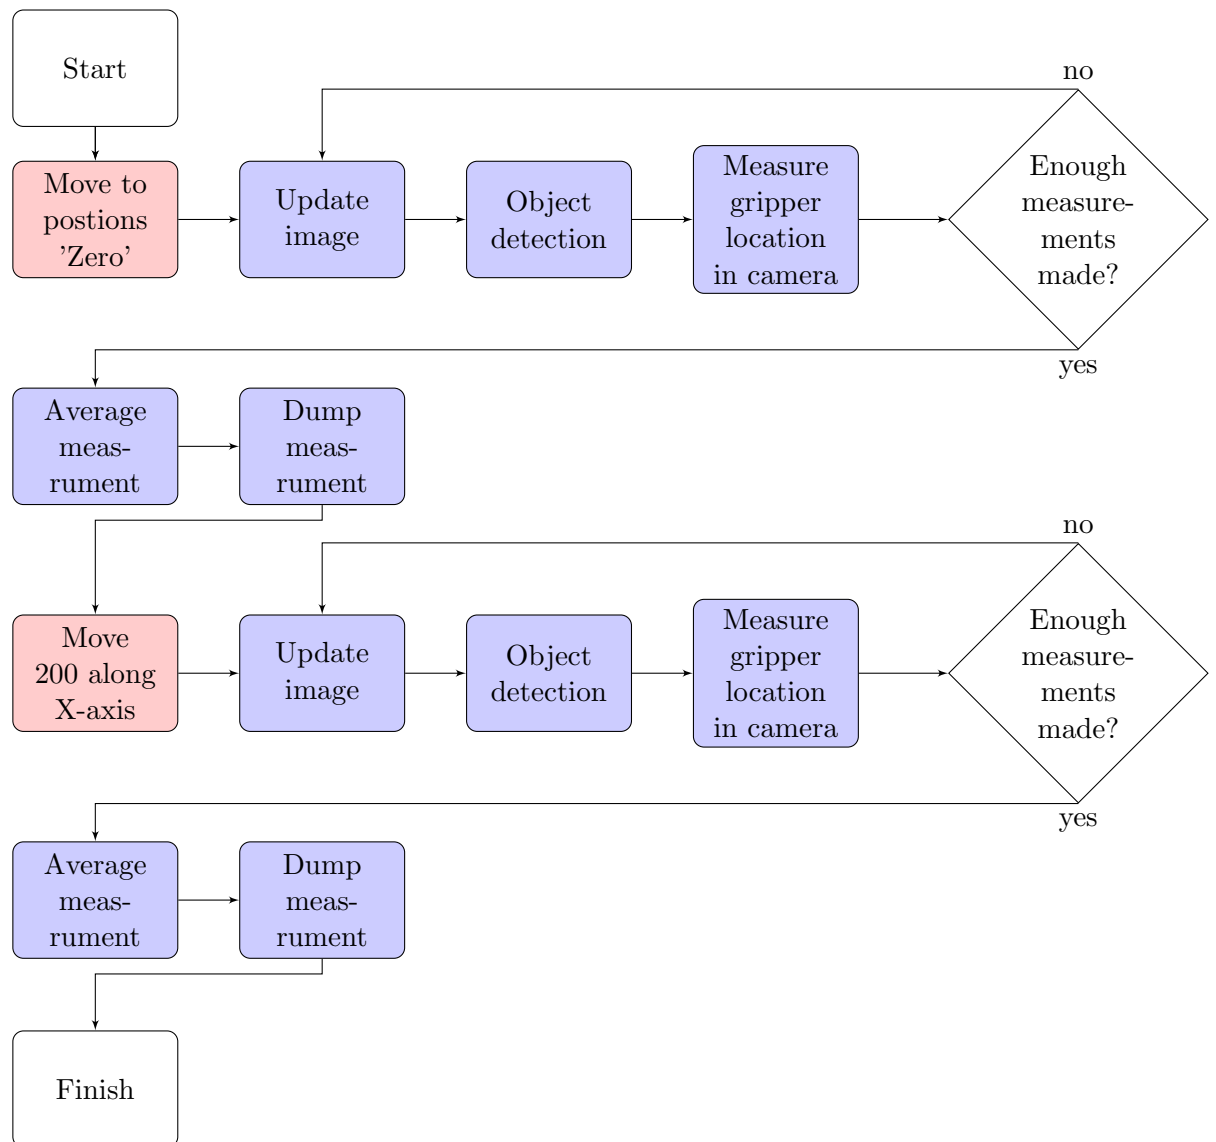 Start
no
Move to
postions
’Zero’
Update
image
Object
detection
Measure
gripper
location
in camera
Enough
measure-
ments
made?
yes
Average
meas-
rument
Dump
meas-
rument
no
Move
200 along
X-axis
Update
image
Object
detection
Measure
gripper
location
in camera
Enough
measure-
ments
made?
yes
Average
meas-
rument
Dump
meas-
rument
Finish